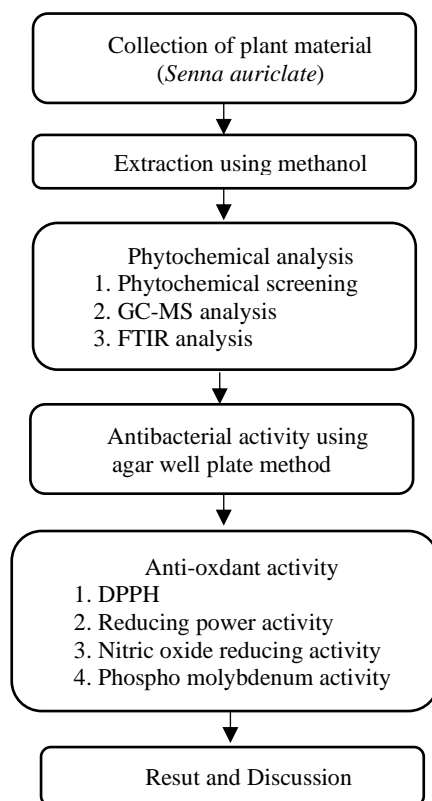 Collection of plant material
(Senna auriclate)
Extraction using methanol
Phytochemical analysis
1. Phytochemical screening
2. GC-MS analysis
3. FTIR analysis
Antibacterial activity using
agar well plate method
Anti-oxdant activity
1. DPPH
2. Reducing power activity
3. Nitric oxide reducing activity
4. Phospho molybdenum activity
Resut and Discussion